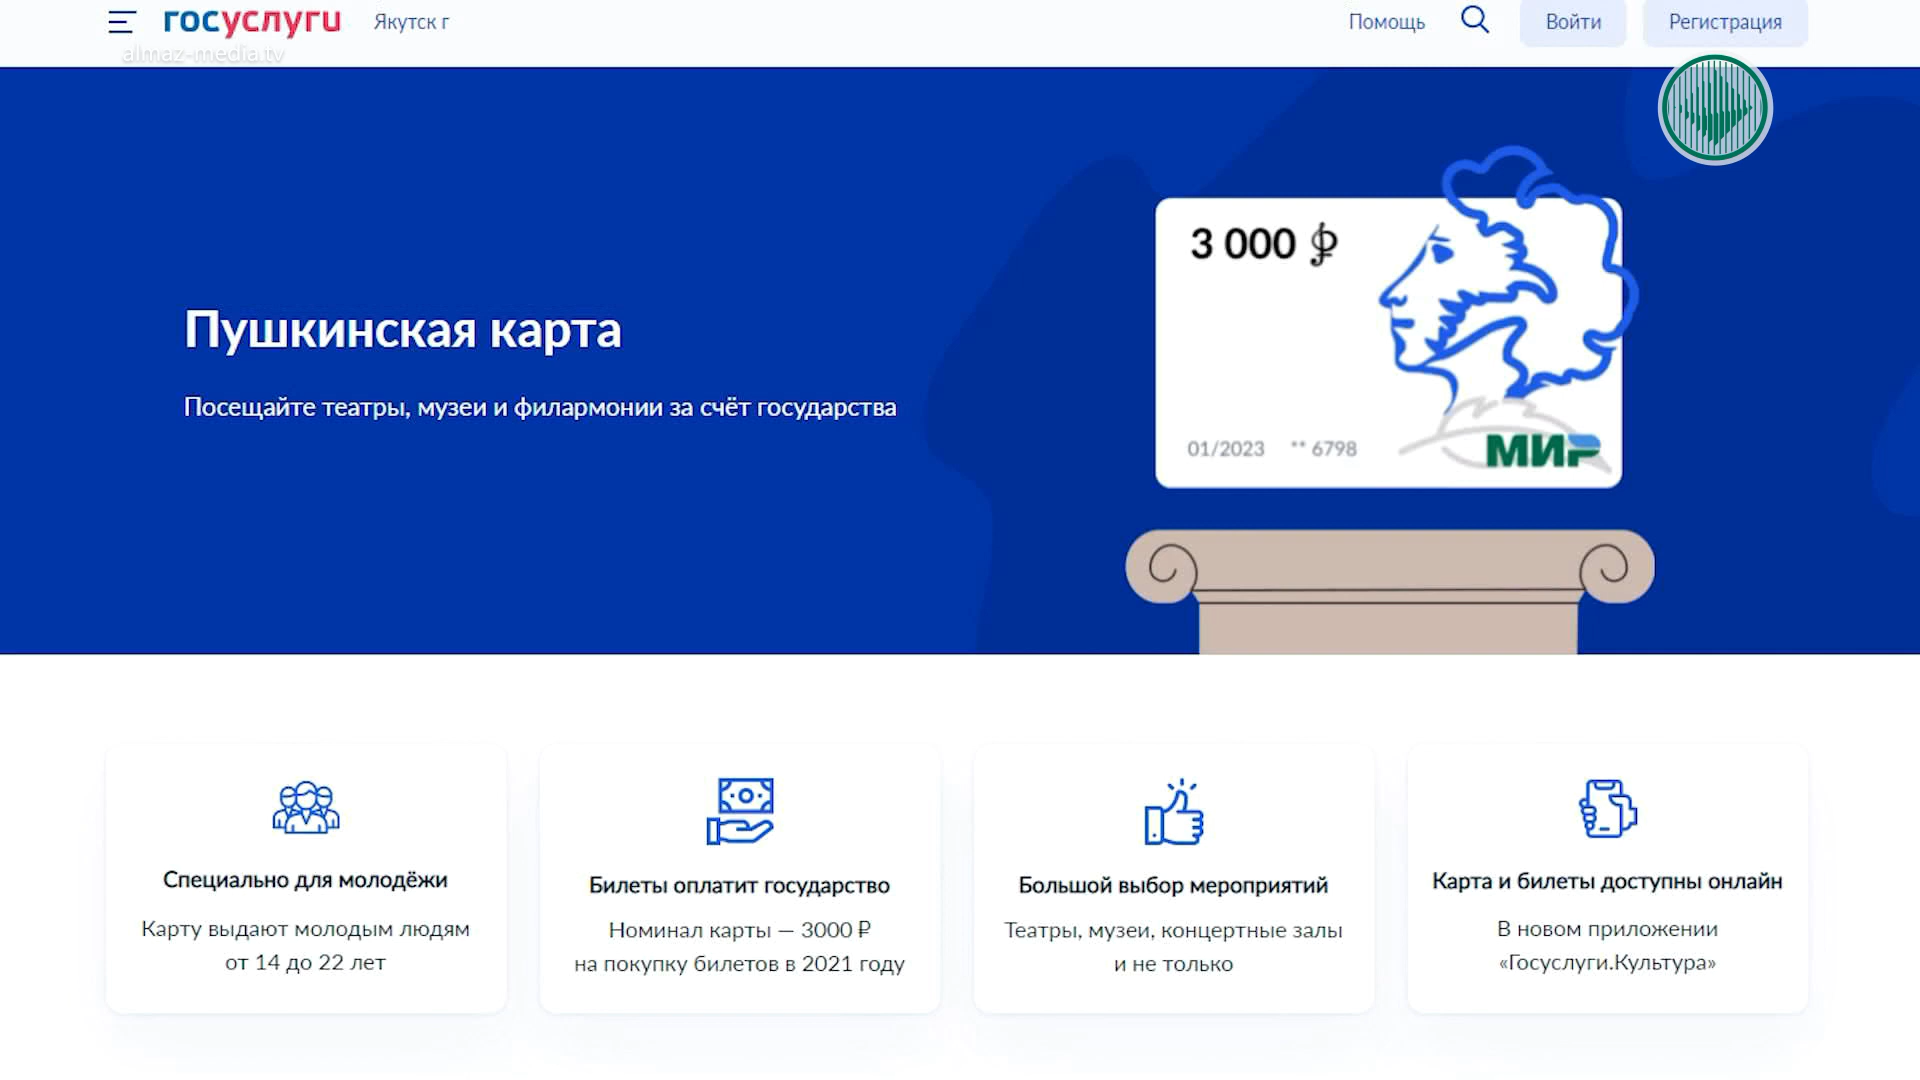 госуслуги
Якутск г
Помощь
Войти
Регистрация
almaz-media.tv
3 000 ₽
Пушкинская карта
Посещайте театры, музеи и филармонии за счёт государства
01/2023 ** 6798
МИР
Специально для молодёжи
Карту выдают молодым людям
от 14 до 22 лет
Билеты оплатит государство
Номинал карты — 3000 ₽
на покупку билетов в 2021 году
Большой выбор мероприятий
Театры, музеи, концертные залы
и не только
Карта и билеты доступны онлайн
В новом приложении
«Госуслуги.Культура»